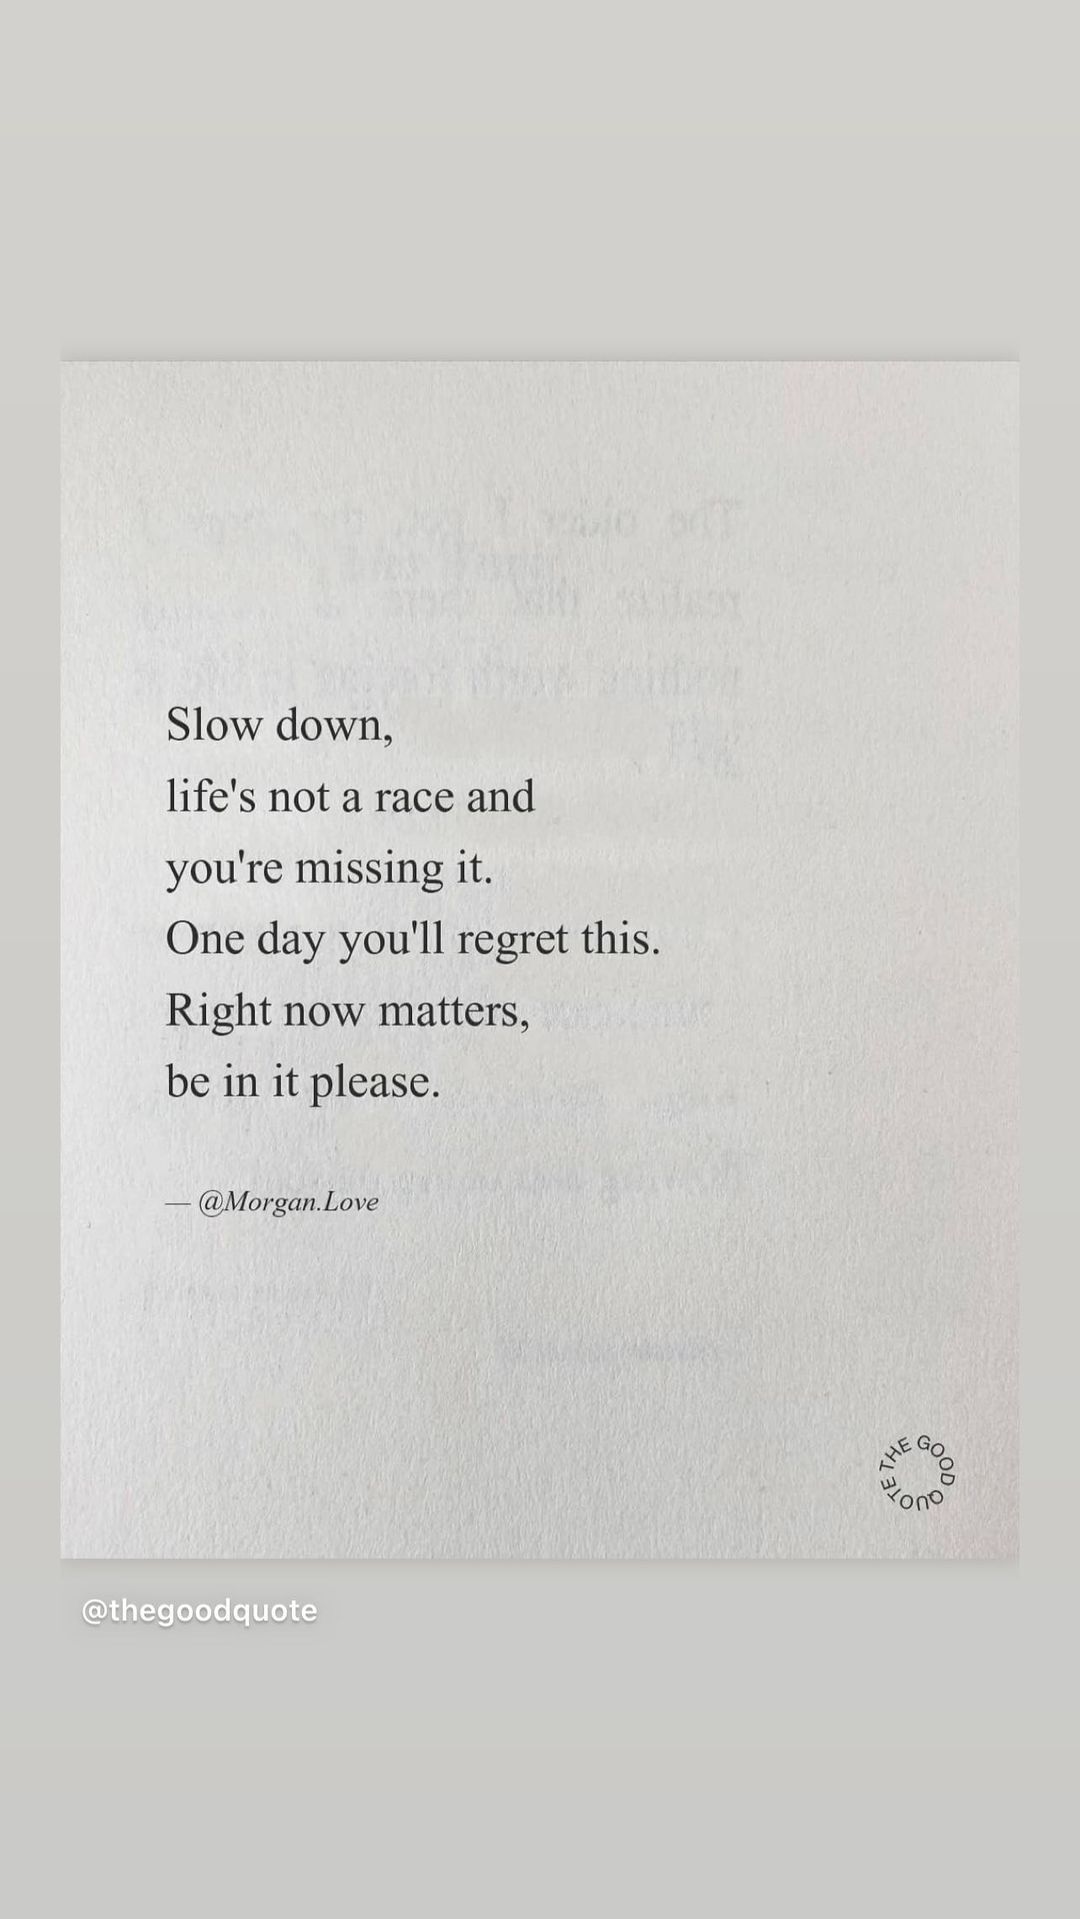 Slow down,
life's not a race and
you're missing it.
One day you'll regret this.
Right now matters,
be in it please.
— @Morgan.Love
THE GOOD QUOTE
@thegoodquote